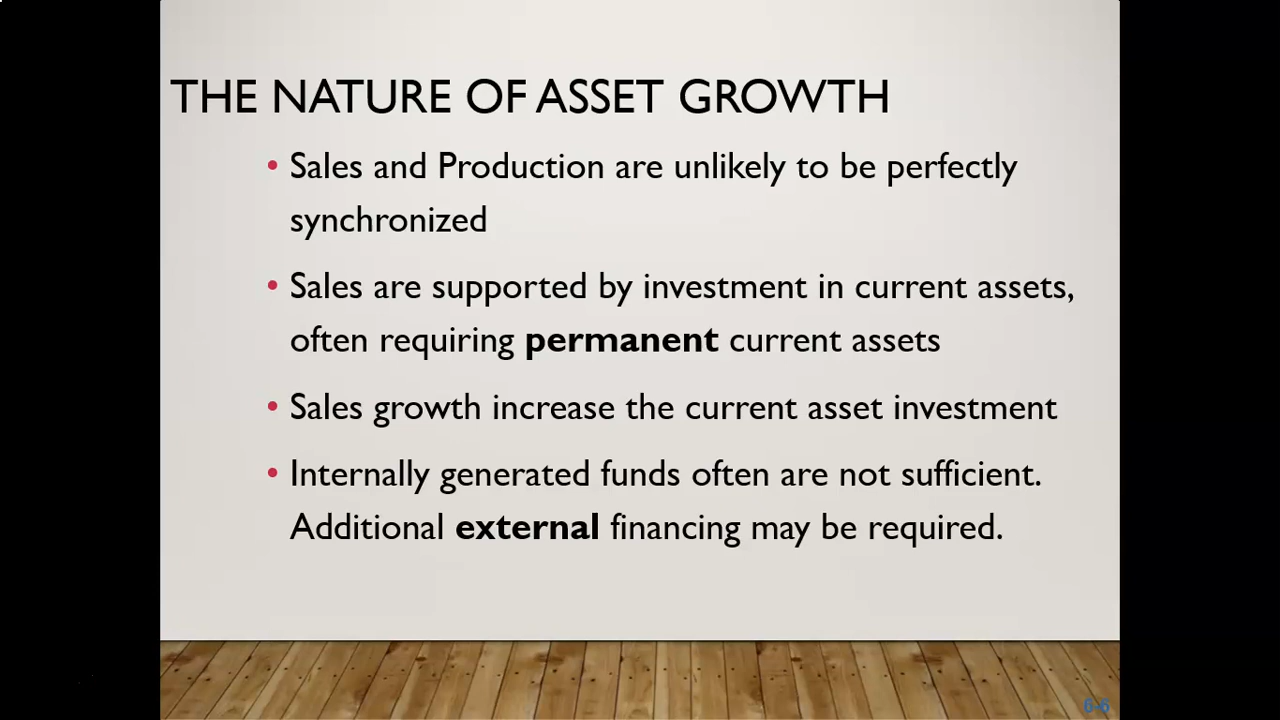 THE NATURE OF ASSET GROWTH
• Sales and Production are unlikely to be perfectly
synchronized
• Sales are supported by investment in current assets,
often requiring permanent current assets
• Sales growth increase the current asset investment
• Internally generated funds often are not sufficient.
Additional external financing may be required.
6-6